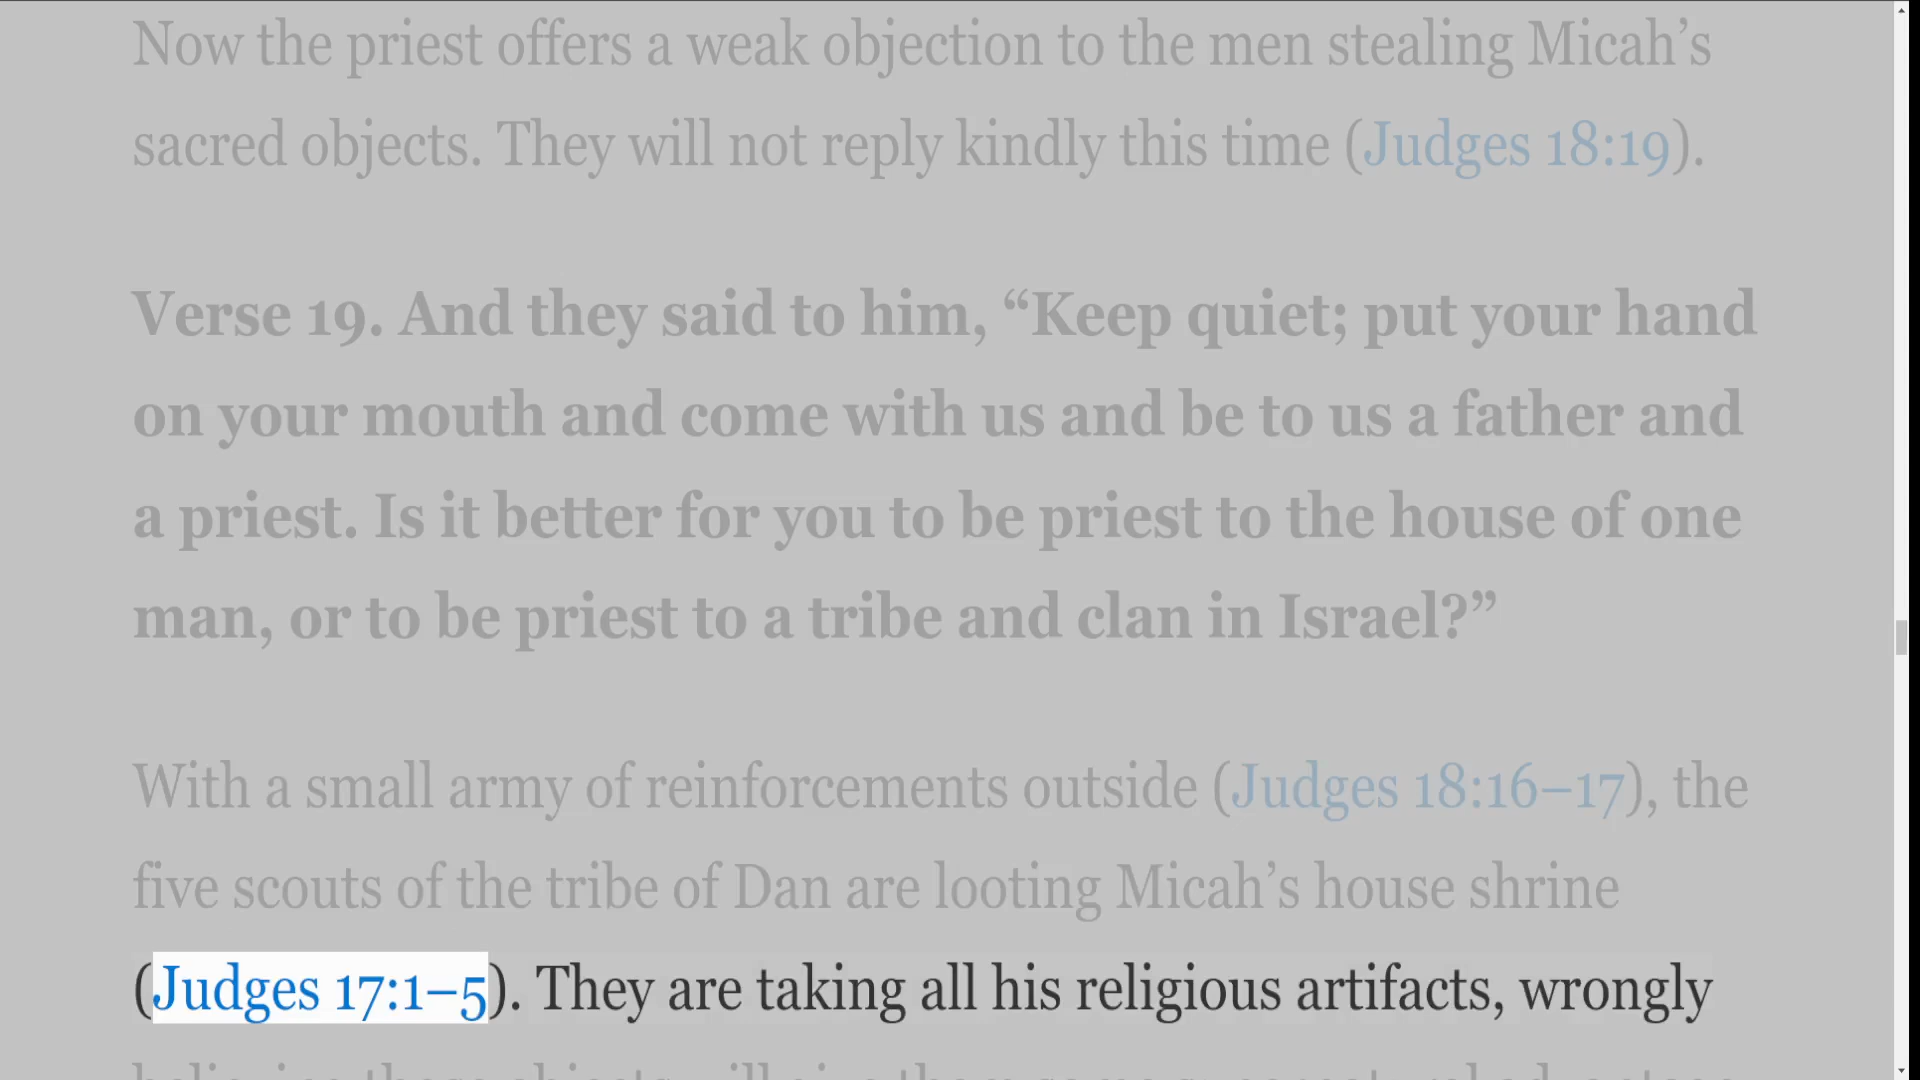 Now the priest offers a weak objection to the men stealing Micah’s
sacred objects. They will not reply kindly this time (Judges 18:19).
Verse 19. And they said to him, “Keep quiet; put your hand
on your mouth and come with us and be to us a father and
a priest. Is it better for you to be priest to the house of one
man, or to be priest to a tribe and clan in Israel?”
With a small army of reinforcements outside (Judges 18:16–17), the
five scouts of the tribe of Dan are looting Micah’s house shrine
(Judges 17:1–5). They are taking all his religious artifacts, wrongly